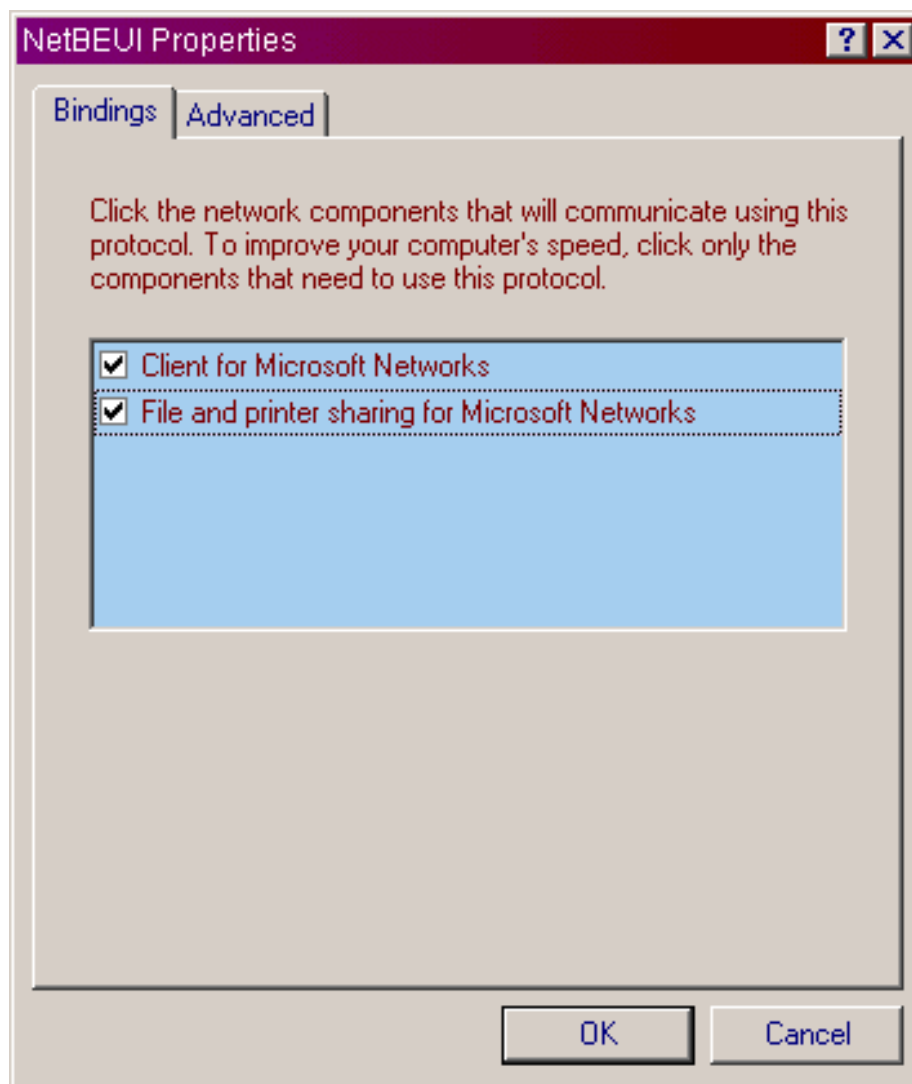 NetBEUI Properties
Bindings
Advanced
Click the network components that will communicate using this
protocol. To improve your computer's speed, click only the
components that need to use this protocol.
Client for Microsoft Networks
File and printer sharing for Microsoft Networks
OK
Cancel